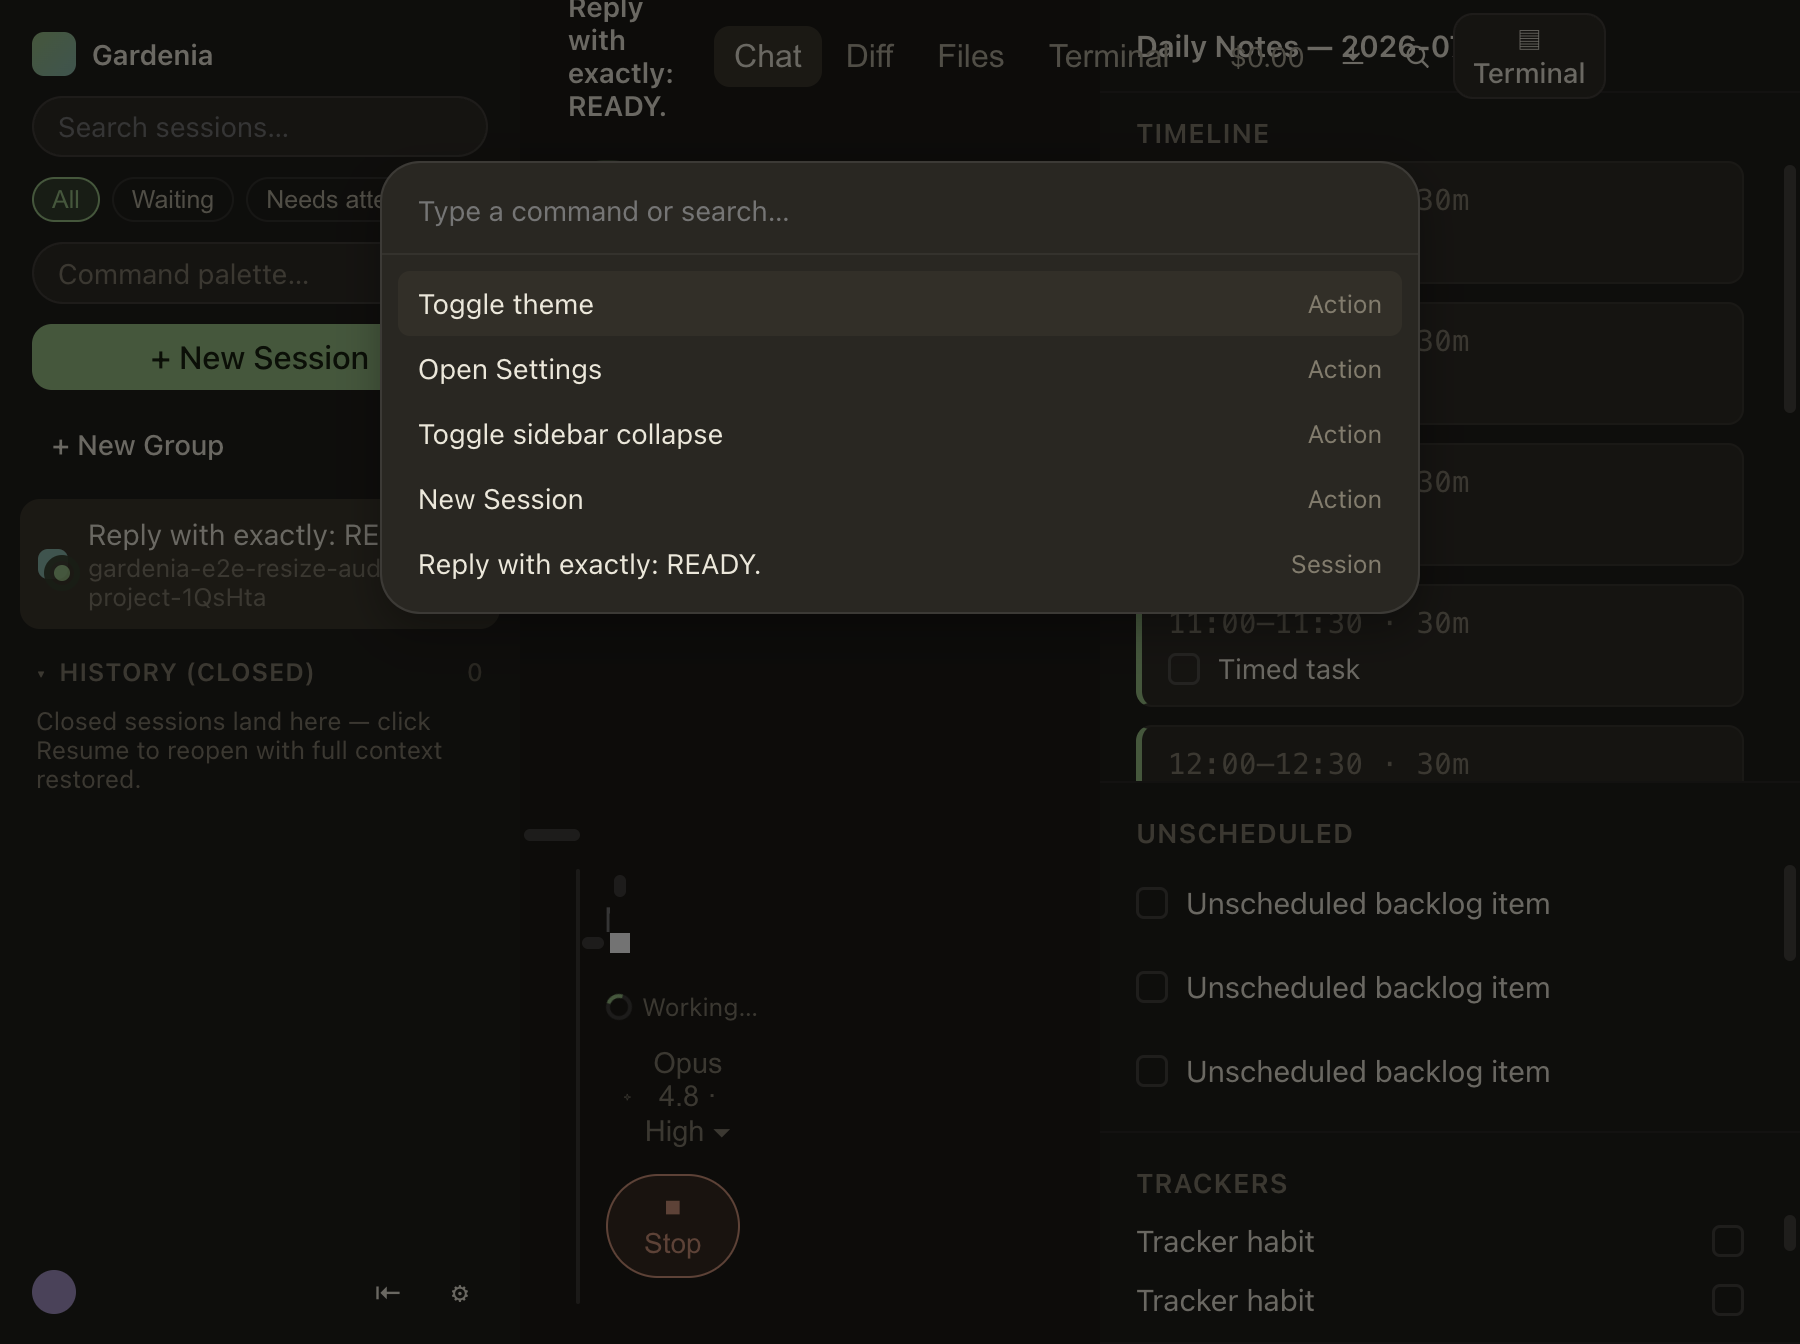 Gardenia
Search sessions...
All
Waiting
Needs atte
Command palette...
+ New Session
+ New Group
Reply with exactly: RE
gardenia-e2e-resize-aud
project-1QsHta
HISTORY (CLOSED) 0
Closed sessions land here — click
Resume to reopen with full context
restored.
Reply
with
exactly:
READY.
Chat
Diff
Files
Terminal
$0.00
Terminal
Type a command or search...
Toggle theme Action
Open Settings Action
Toggle sidebar collapse Action
New Session Action
Reply with exactly: READY. Session
Working...
Opus
4.8 ·
High
Stop
Daily Notes — 2026-07
TIMELINE
30m
30m
30m
11:00–11:30 · 30m
Timed task
12:00–12:30 · 30m
UNSCHEDULED
Unscheduled backlog item
Unscheduled backlog item
Unscheduled backlog item
TRACKERS
Tracker habit
Tracker habit